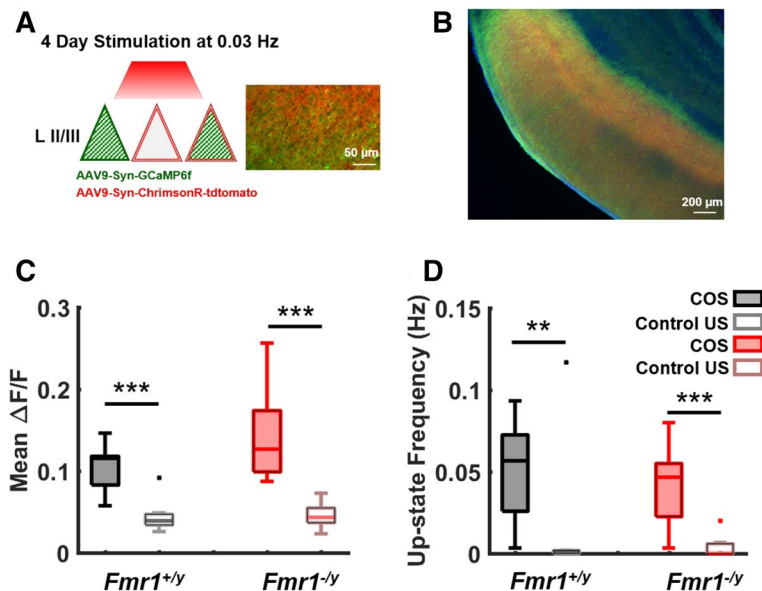 A
4 Day Stimulation at 0.03 Hz
L II/III
50 µm
AAV9-Syn-GCaMP6f
AAV9-Syn-ChrimsonR-tdtomato
B
200 µm
C
Mean ΔF/F
0.3
0.2
0.1
0
***
***
Fmr1+/y
Fmr1-/y
D
Up-state Frequency (Hz)
0.15
0.1
0.05
0
**
***
COS
Control US
COS
Control US
Fmr1+/y
Fmr1-/y